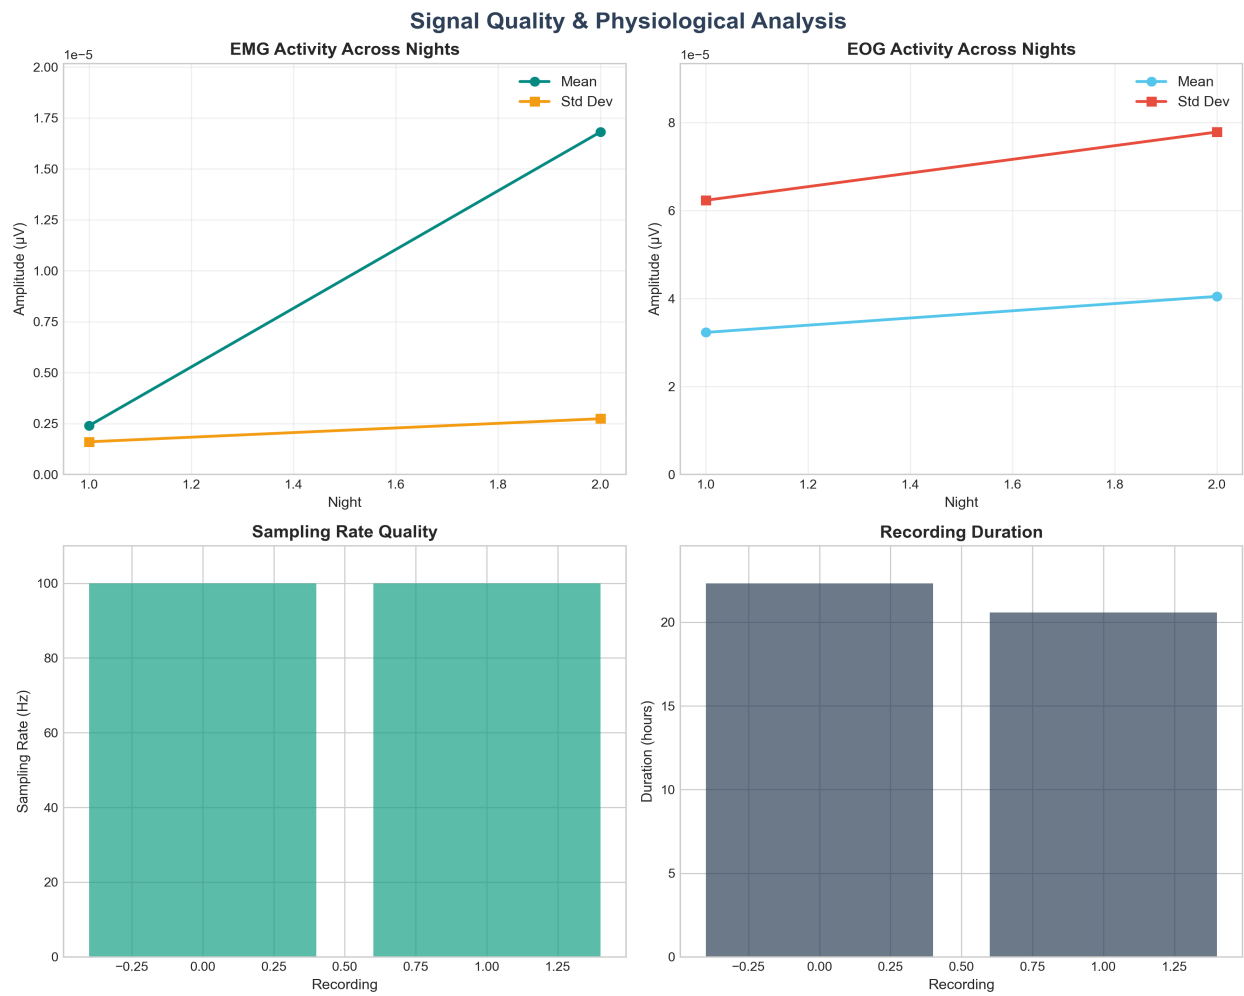 Signal Quality & Physiological Analysis
EMG Activity Across Nights
1e−5
2.00
1.75
1.50
1.25
1.00
0.75
0.50
0.25
0.00
Amplitude (μV)
Mean
Std Dev
1.0 1.2 1.4 1.6 1.8 2.0
Night
EOG Activity Across Nights
1e−5
8
6
4
2
0
Amplitude (μV)
Mean
Std Dev
1.0 1.2 1.4 1.6 1.8 2.0
Night
Sampling Rate Quality
100
80
60
40
20
0
Sampling Rate (Hz)
−0.25 0.00 0.25 0.50 0.75 1.00 1.25
Recording
Recording Duration
20
15
10
5
0
Duration (hours)
−0.25 0.00 0.25 0.50 0.75 1.00 1.25
Recording